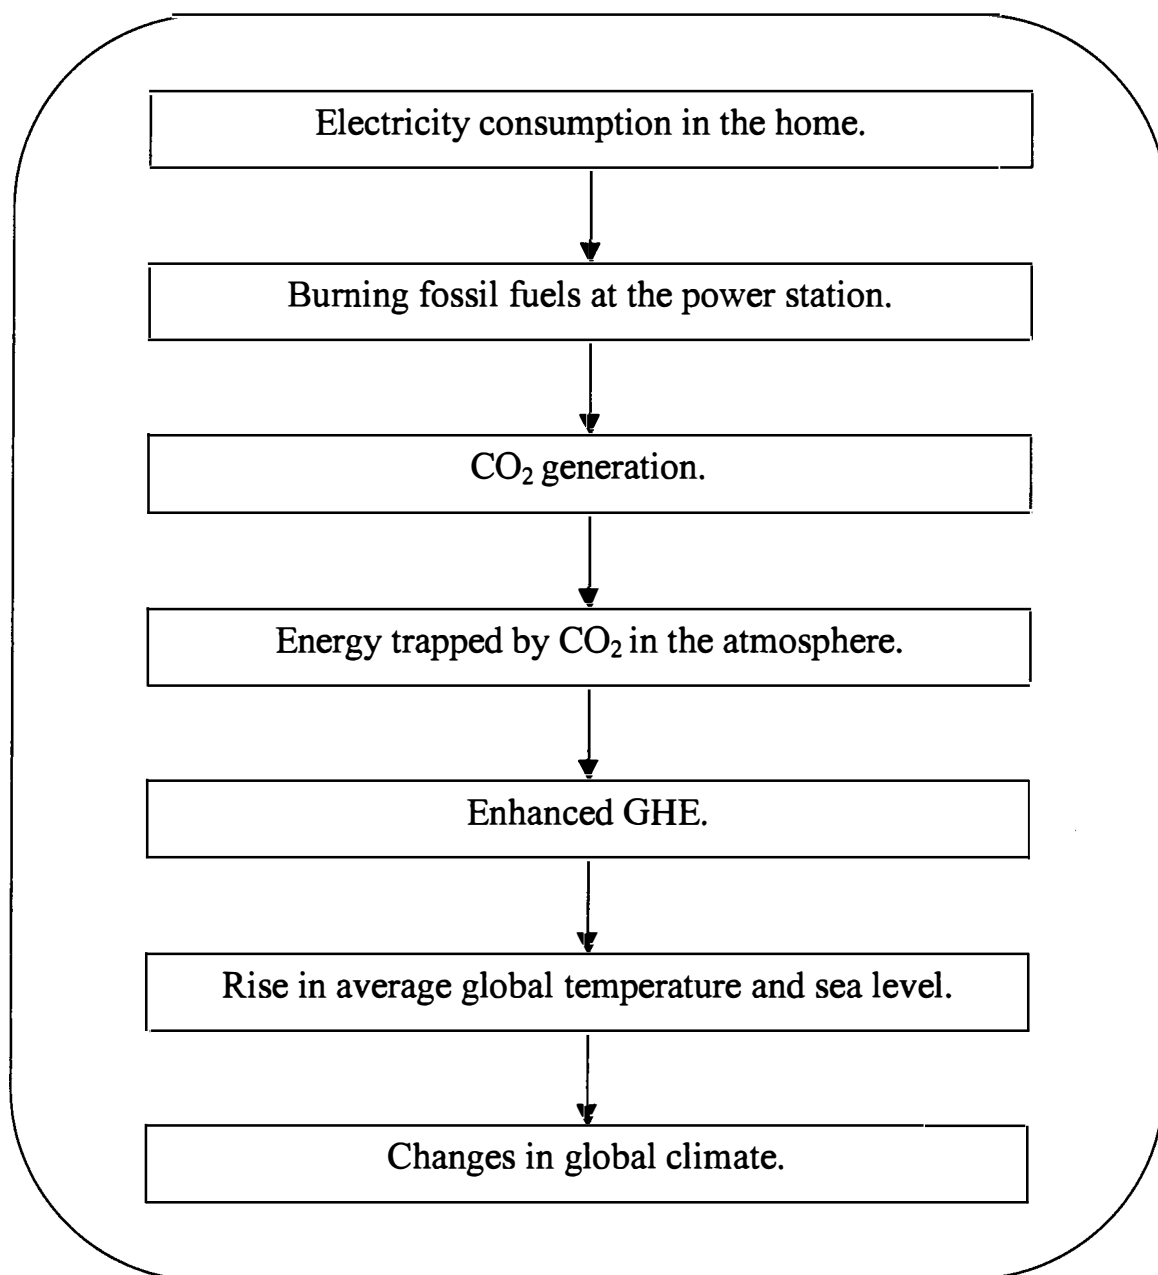 Electricity consumption in the home.
Burning fossil fuels at the power station.
CO₂ generation.
Energy trapped by CO₂ in the atmosphere.
Enhanced GHE.
Rise in average global temperature and sea level.
Changes in global climate.